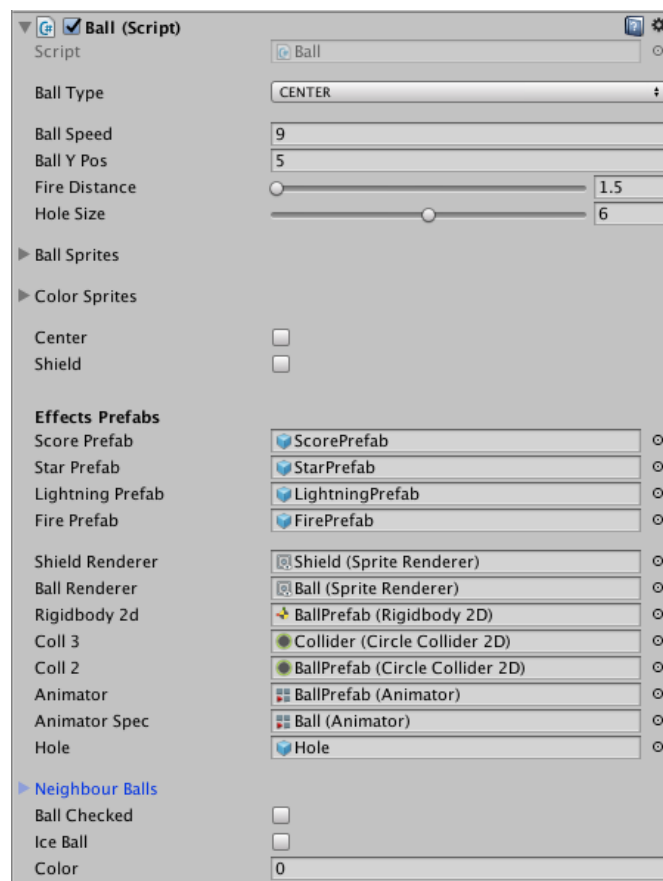 Ball (Script)
Script Ball
Ball Type CENTER
Ball Speed 9
Ball Y Pos 5
Fire Distance 1.5
Hole Size 6
Ball Sprites
Color Sprites
Center
Shield
Effects Prefabs
Score Prefab ScorePrefab
Star Prefab StarPrefab
Lightning Prefab LightningPrefab
Fire Prefab FirePrefab
Shield Renderer Shield (Sprite Renderer)
Ball Renderer Ball (Sprite Renderer)
Rigidbody 2d BallPrefab (Rigidbody 2D)
Coll 3 Collider (Circle Collider 2D)
Coll 2 BallPrefab (Circle Collider 2D)
Animator BallPrefab (Animator)
Animator Spec Ball (Animator)
Hole Hole
Neighbour Balls
Ball Checked
Ice Ball
Color 0